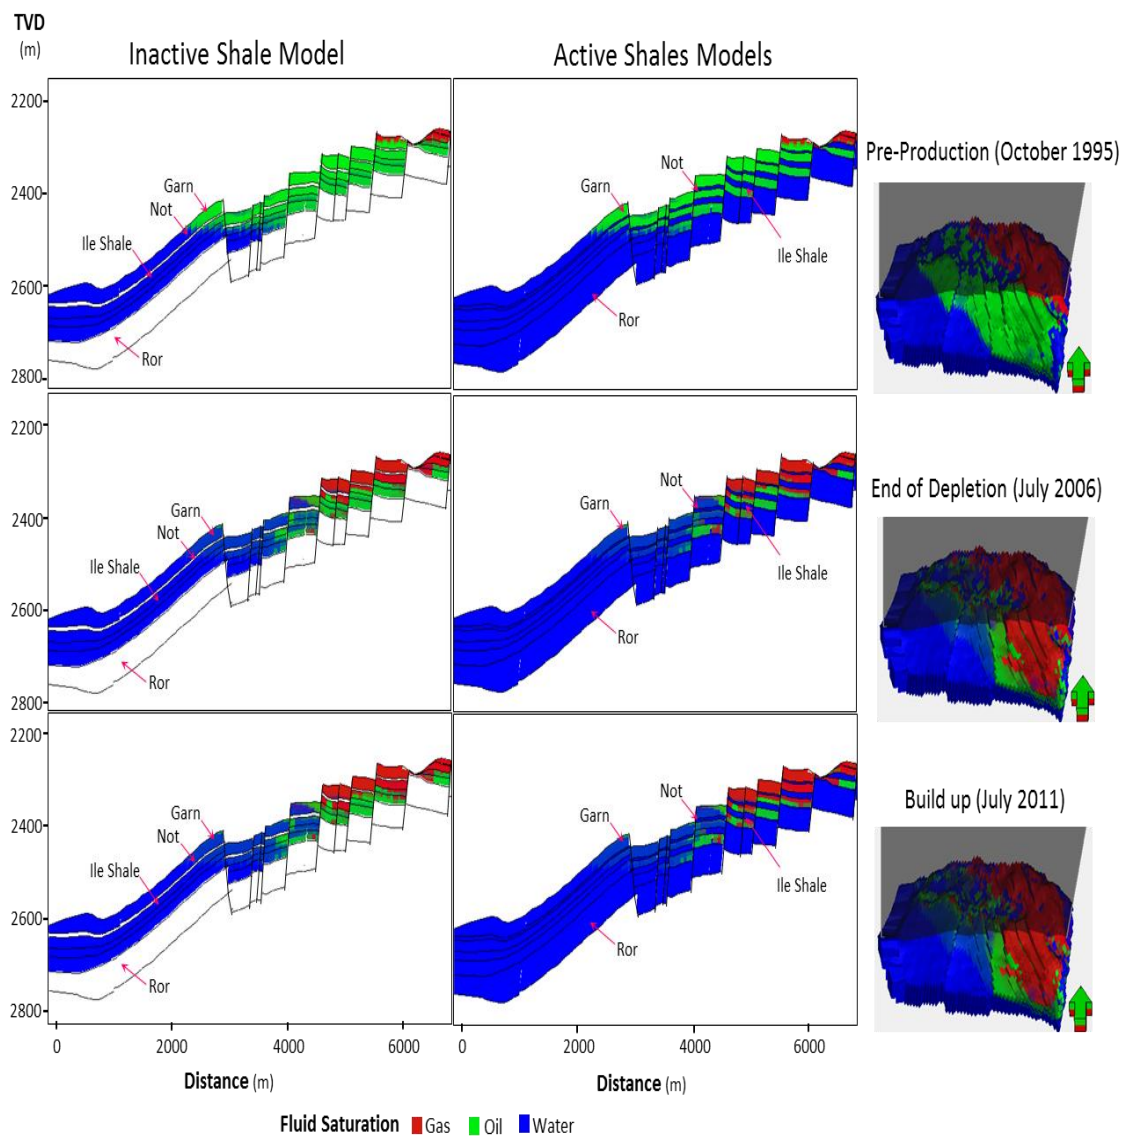 TVD
(m)
Inactive Shale Model
Active Shales Models
2200
2400
2600
2800
Garn
Not
Ile Shale
Ror
Garn
Not
Ile Shale
Ror
Pre-Production (October 1995)
2200
2400
2600
2800
Garn
Not
Ile Shale
Ror
Garn
Not
Ile Shale
Ror
End of Depletion (July 2006)
2200
2400
2600
2800
Garn
Not
Ile Shale
Ror
Garn
Not
Ile Shale
Ror
Build up (July 2011)
0 2000 4000 6000
0 2000 4000 6000
Distance (m)
Distance (m)
Fluid Saturation Gas Oil Water